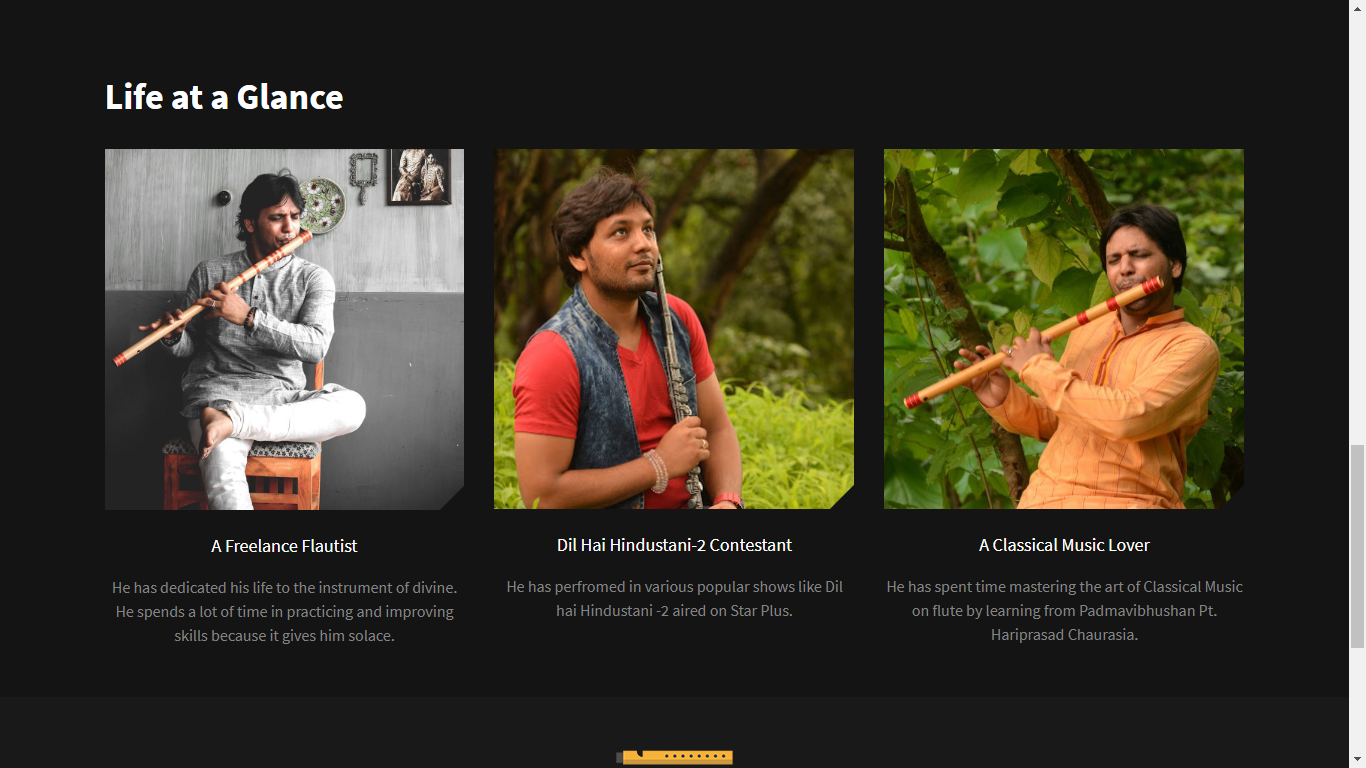 Life at a Glance
A Freelance Flautist
He has dedicated his life to the instrument of divine.
He spends a lot of time in practicing and improving
skills because it gives him solace.
Dil Hai Hindustani-2 Contestant
He has perfromed in various popular shows like Dil
hai Hindustani -2 aired on Star Plus.
A Classical Music Lover
He has spent time mastering the art of Classical Music
on flute by learning from Padmavibhushan Pt.
Hariprasad Chaurasia.